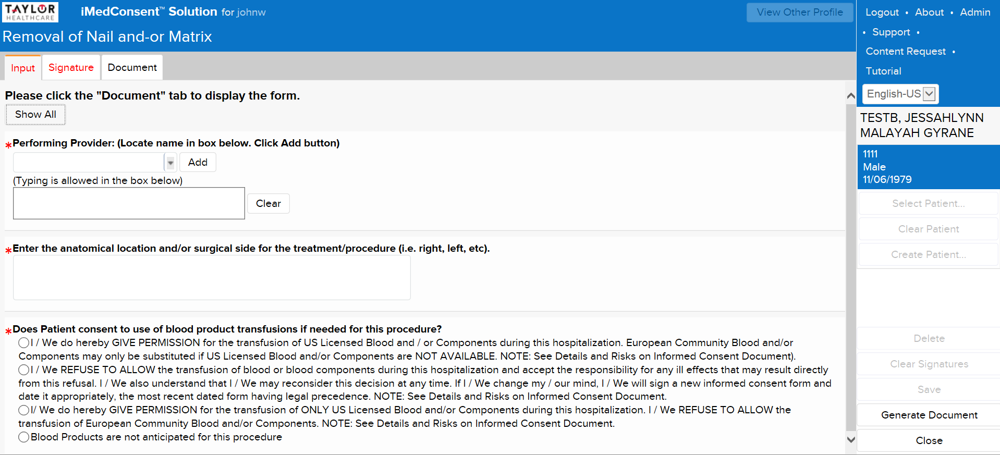 TAYLOR
HEALTHCARE
iMedConsent™ Solution for johnw
View Other Profile
Removal of Nail and-or Matrix
Logout • About • Admin
• Support •
Content Request •
Tutorial
English-US
Input
Signature
Document
Please click the "Document" tab to display the form.
Show All
*Performing Provider: (Locate name in box below. Click Add button)
Add
(Typing is allowed in the box below)
Clear
*Enter the anatomical location and/or surgical side for the treatment/procedure (i.e. right, left, etc).
*Does Patient consent to use of blood product transfusions if needed for this procedure?
I / We do hereby GIVE PERMISSION for the transfusion of US Licensed Blood and / or Components during this hospitalization. European Community Blood and/or
Components may only be substituted if US Licensed Blood and/or Components are NOT AVAILABLE. NOTE: See Details and Risks on Informed Consent Document).
I / We REFUSE TO ALLOW the transfusion of blood or blood components during this hospitalization and accept the responsibility for any ill effects that may result directly
from this refusal. I / We also understand that I / We may reconsider this decision at any time. If I / We change my / our mind, I / We will sign a new informed consent form and
date it appropriately, the most recent dated form having legal precedence. NOTE: See Details and Risks on Informed Consent Document.
I/ We do hereby GIVE PERMISSION for the transfusion of ONLY US Licensed Blood and/or Components during this hospitalization. I / We REFUSE TO ALLOW the
transfusion of European Community Blood and/or Components. NOTE: See Details and Risks on Informed Consent Document.
Blood Products are not anticipated for this procedure
TESTB, JESSAHLYNN
MALAYAH GYRANE
1111
Male
11/06/1979
Select Patient...
Clear Patient
Create Patient...
Delete
Clear Signatures
Save
Generate Document
Close